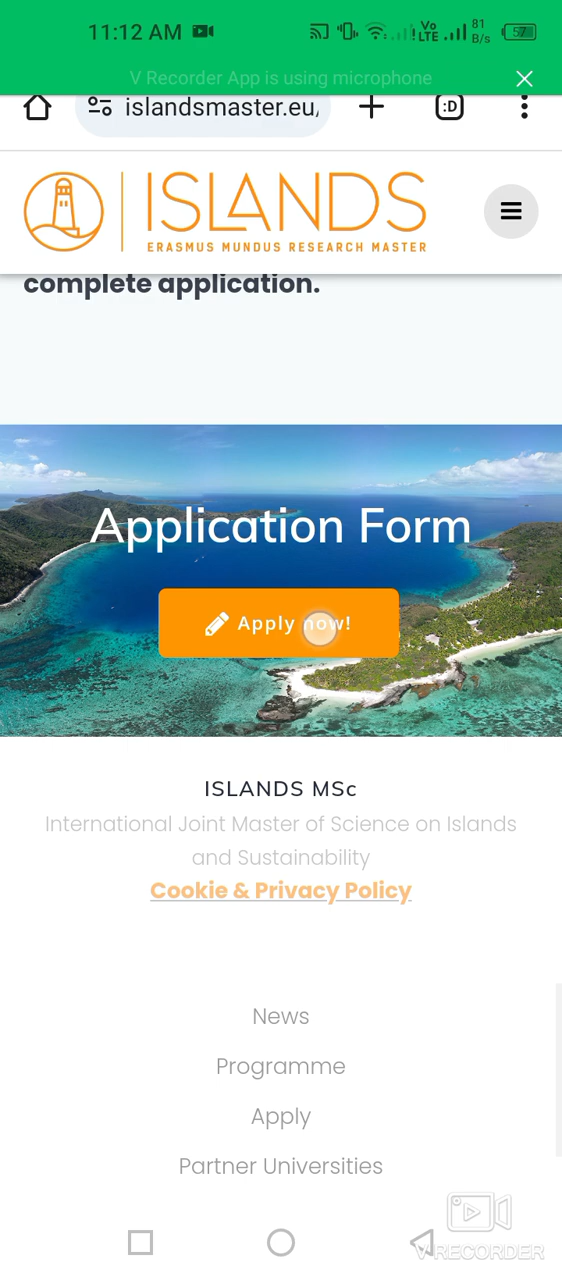 11:12 AM
Vo LTE
81 B/s
57
V Recorder App is using microphone
islandsmaster.eu/
:D
ISLANDS
ERASMUS MUNDUS RESEARCH MASTER
complete application.
Application Form
Apply now!
ISLANDS MSc
International Joint Master of Science on Islands
and Sustainability
Cookie & Privacy Policy
News
Programme
Apply
Partner Universities
V RECORDER